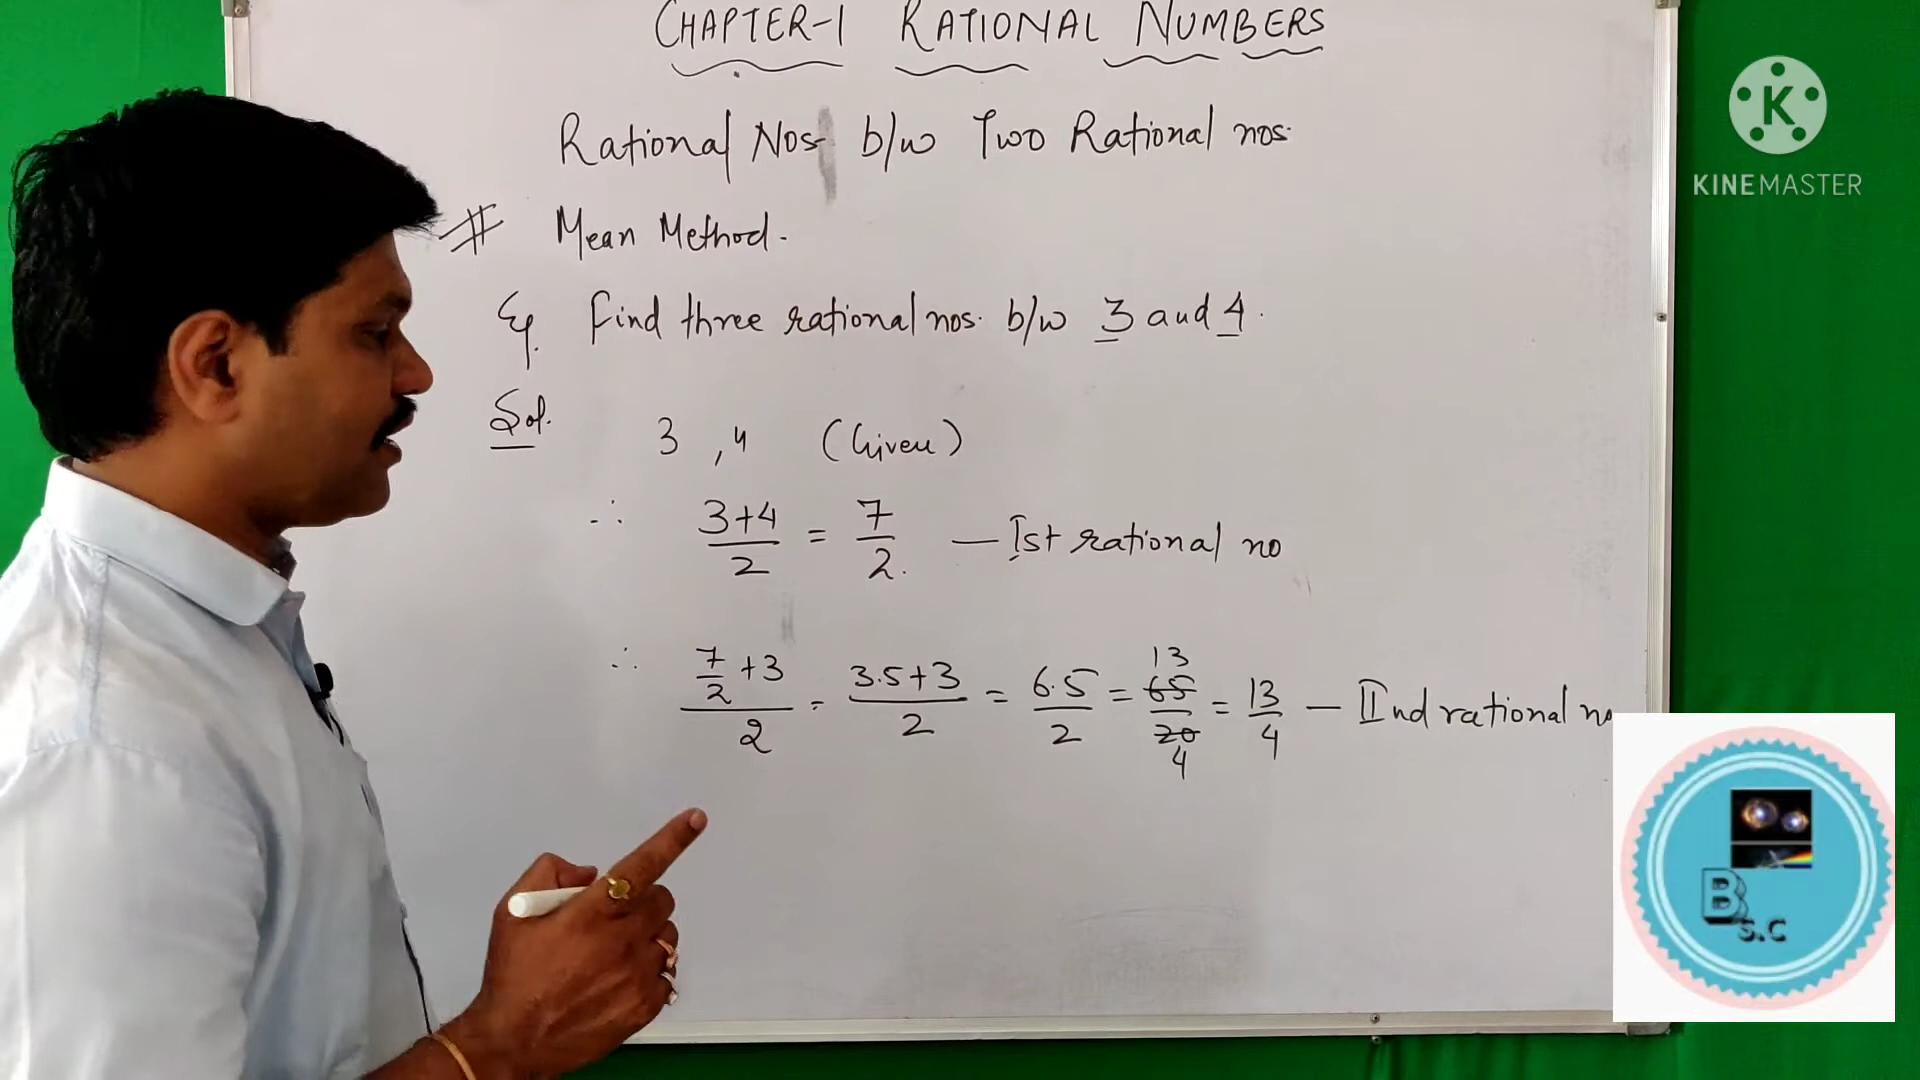 CHAPTER-1 RATIONAL NUMBERS
Rational Nos b/w Two Rational nos.
# Mean Method.
Eg. Find three rational nos. b/w 3 and 4.
Sol. 3 , 4 (Given)
∴ 3+4/2 = 7/2. — Ist rational no
∴ 7/2 +3/2 = 3.5+3/2 = 6.5/2 = 13 65/20 4 = 13/4 — IInd rational no
K
KINEMASTER
B
S.C